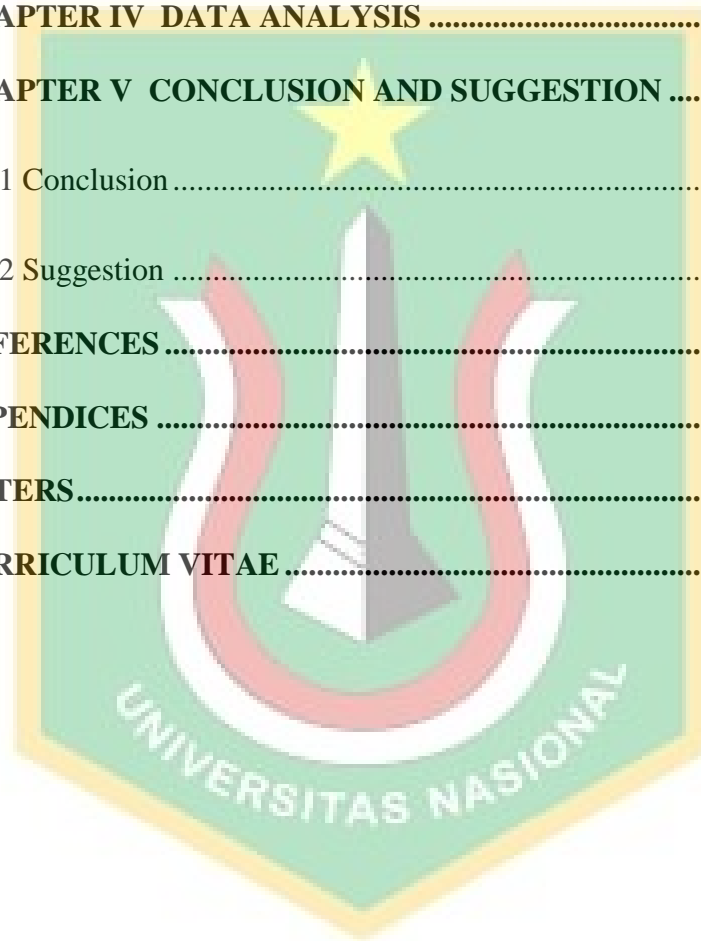 APTER IV DATA ANALYSIS ........................................
APTER V CONCLUSION AND SUGGESTION ....
1 Conclusion ................................................................
2 Suggestion ...............................................................
FERENCES ................................................................
PENDICES .................................................................
TERS ..........................................................................
RRICULUM VITAE ..................................................
UNIVERSITAS NASIONAL